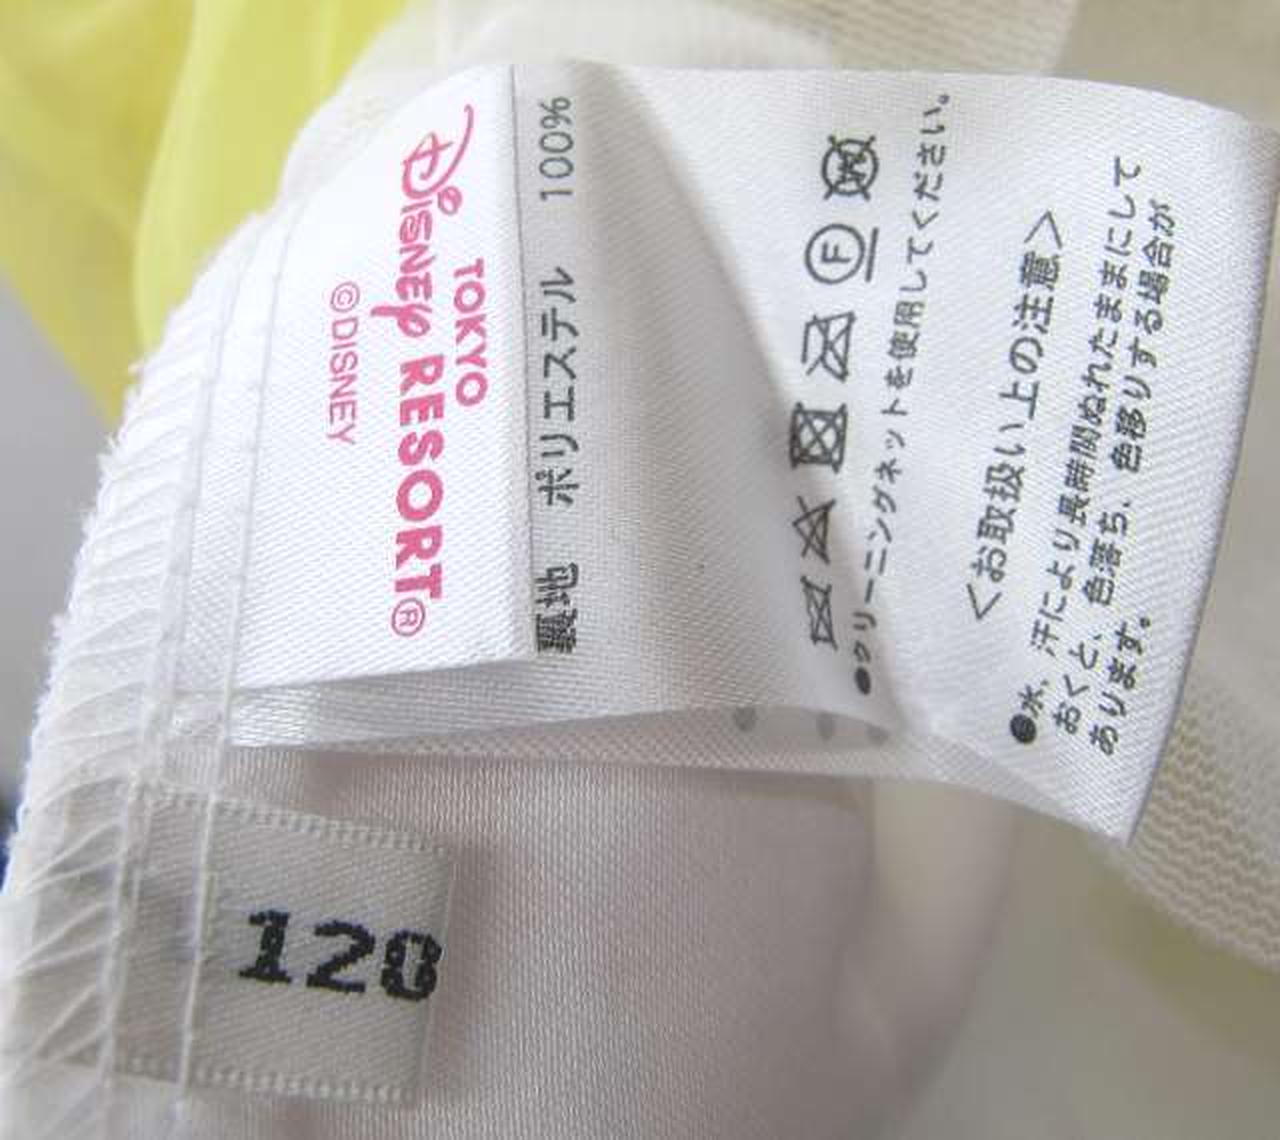 TOKYO
DiSNEY RESORT®
©DISNEY
裏地 ポリエステル 100%
●クリーニングネットを使用してください。
<お取扱い上の注意>
●水、汗により長時間ぬれたままにして
おくと、色落ち、色移りする場合が
あります。
120